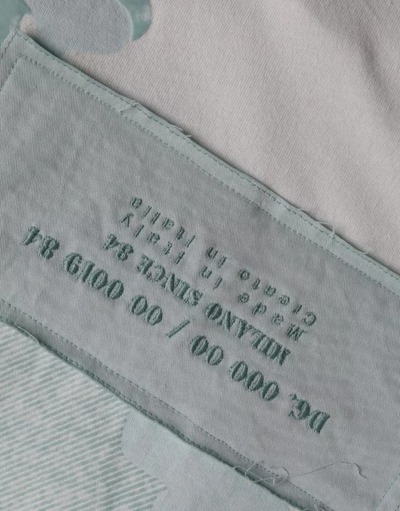 DG, 000 00 / 00 0019 84
MILANO SINCE 84
Made in Italy
Creato in Italia